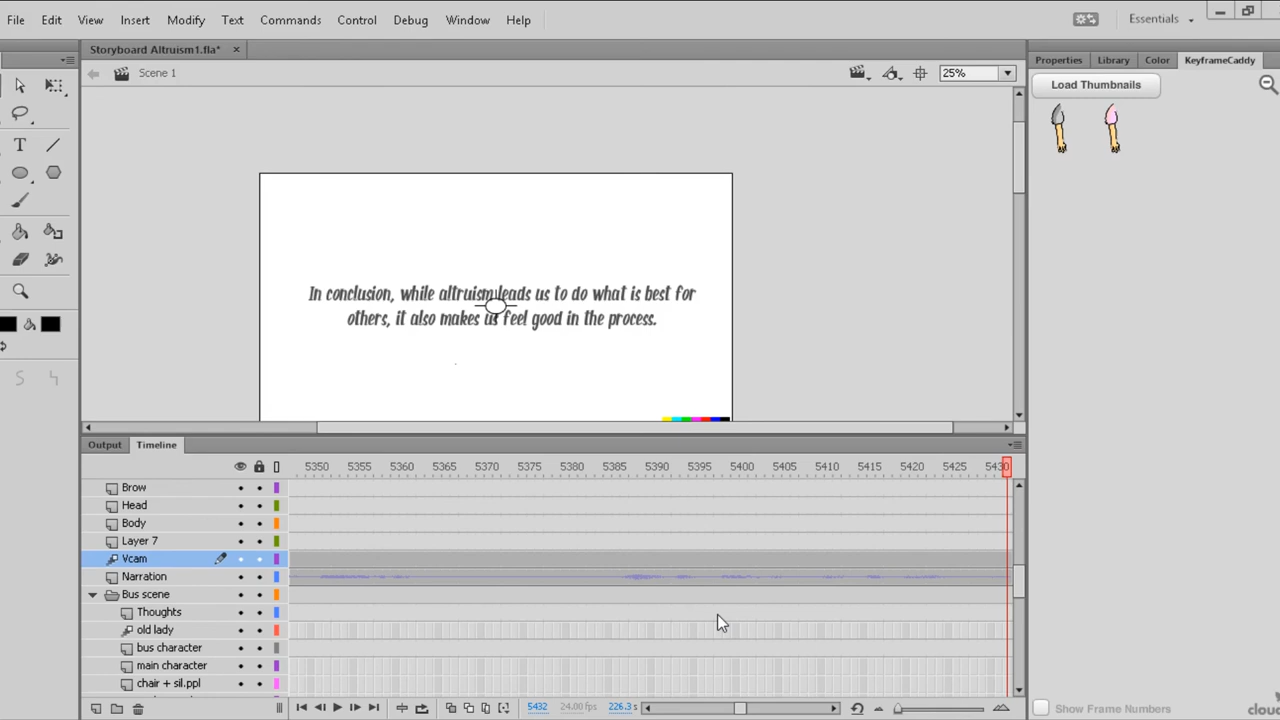 File Edit View Insert Modify Text Commands Control Debug Window Help
Essentials
Storyboard Altruism1.fla*
Scene 1
25%
Properties Library Color KeyframeCaddy
Load Thumbnails
In conclusion, while altruism leads us to do what is best for
others, it also makes us feel good in the process.
Output Timeline
5350 5355 5360 5365 5370 5375 5380 5385 5390 5395 5400 5405 5410 5415 5420 5425 5430
Brow
Head
Body
Layer 7
Vcam
Narration
Bus scene
Thoughts
old lady
bus character
main character
chair + sil.ppl
5432 24.00 fps 226.3s
Show Frame Numbers